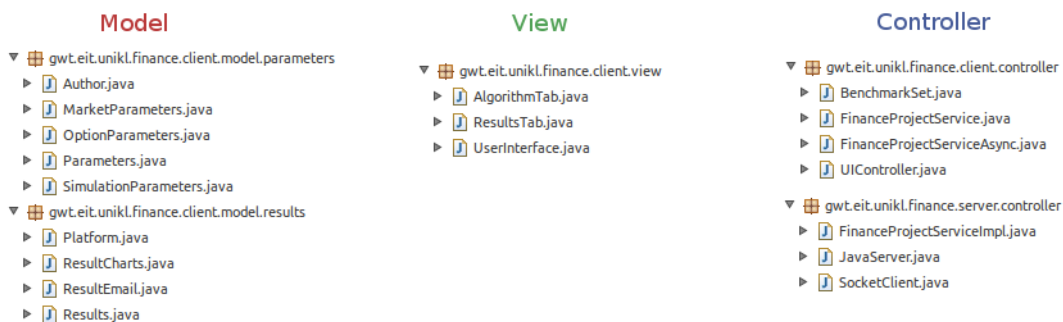 Model
gwt.eit.unikl.finance.client.model.parameters
Author.java
MarketParameters.java
OptionParameters.java
Parameters.java
SimulationParameters.java
gwt.eit.unikl.finance.client.model.results
Platform.java
ResultCharts.java
ResultEmail.java
Results.java
View
gwt.eit.unikl.finance.client.view
AlgorithmTab.java
ResultsTab.java
UserInterface.java
Controller
gwt.eit.unikl.finance.client.controller
BenchmarkSet.java
FinanceProjectService.java
FinanceProjectServiceAsync.java
UIController.java
gwt.eit.unikl.finance.server.controller
FinanceProjectServiceImpl.java
JavaServer.java
SocketClient.java